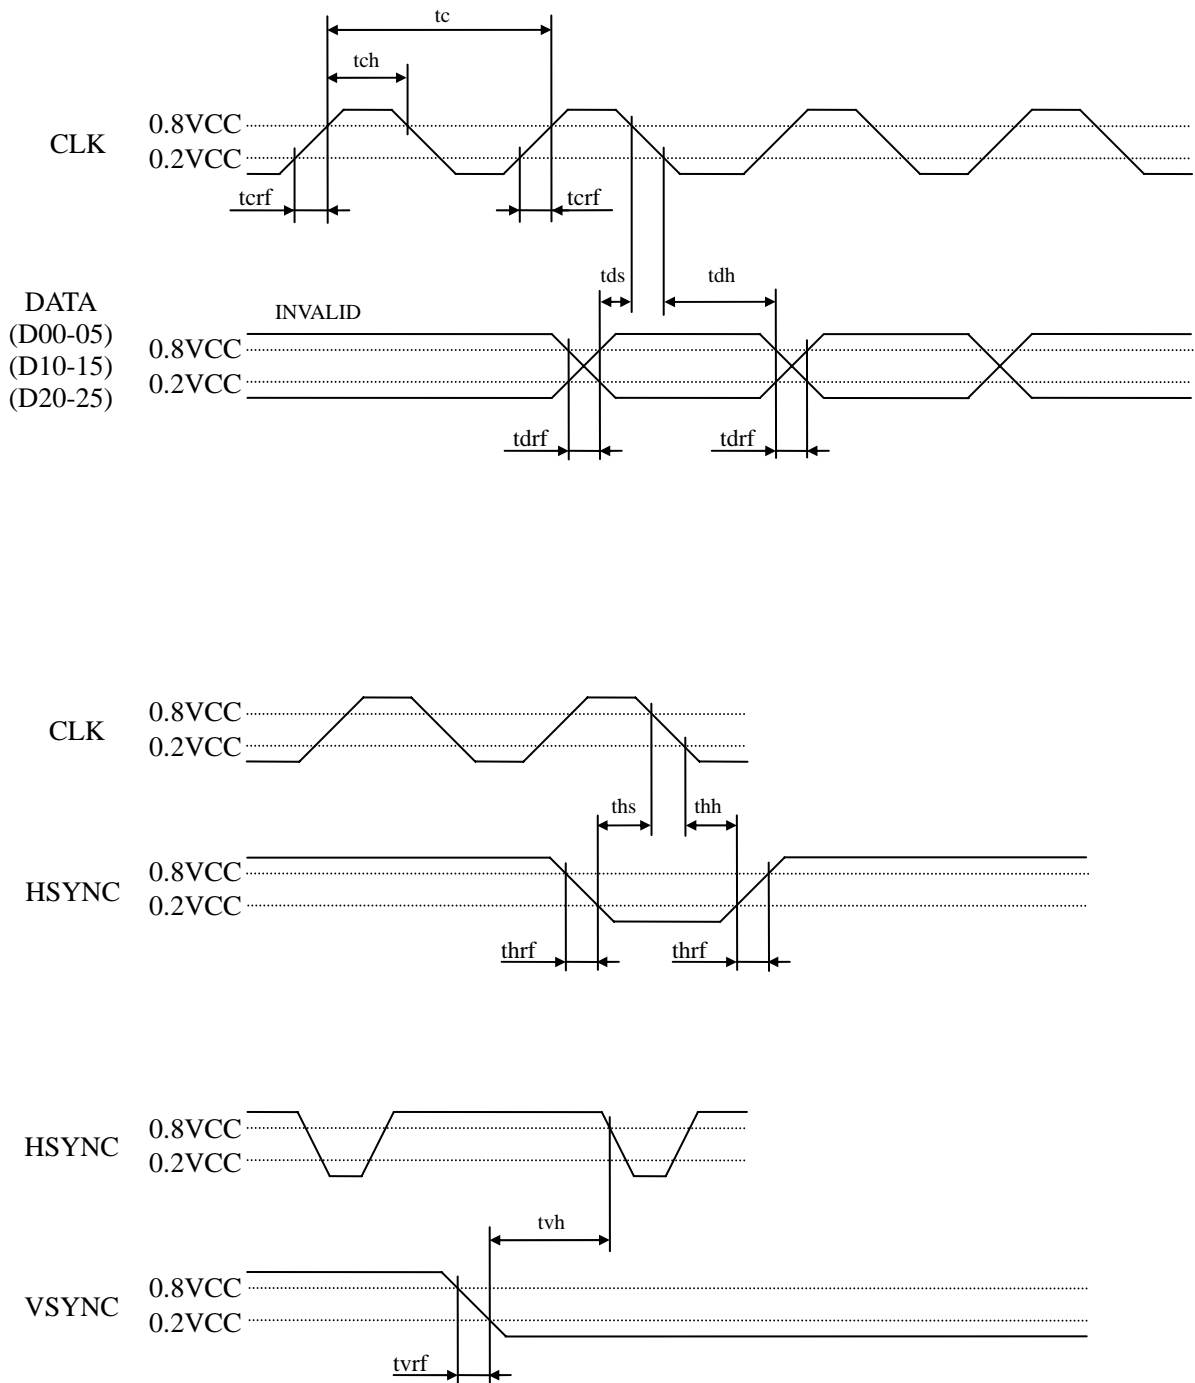 tc
tch
0.8VCC
CLK
0.2VCC
tcrf
tcrf
tds
tdh
DATA
INVALID
(D00-05)
0.8VCC
(D10-15)
0.2VCC
(D20-25)
tdrf
tdrf
0.8VCC
CLK
0.2VCC
ths
thh
0.8VCC
HSYNC
0.2VCC
thrf
thrf
0.8VCC
HSYNC
0.2VCC
tvh
0.8VCC
VSYNC
0.2VCC
tvrf